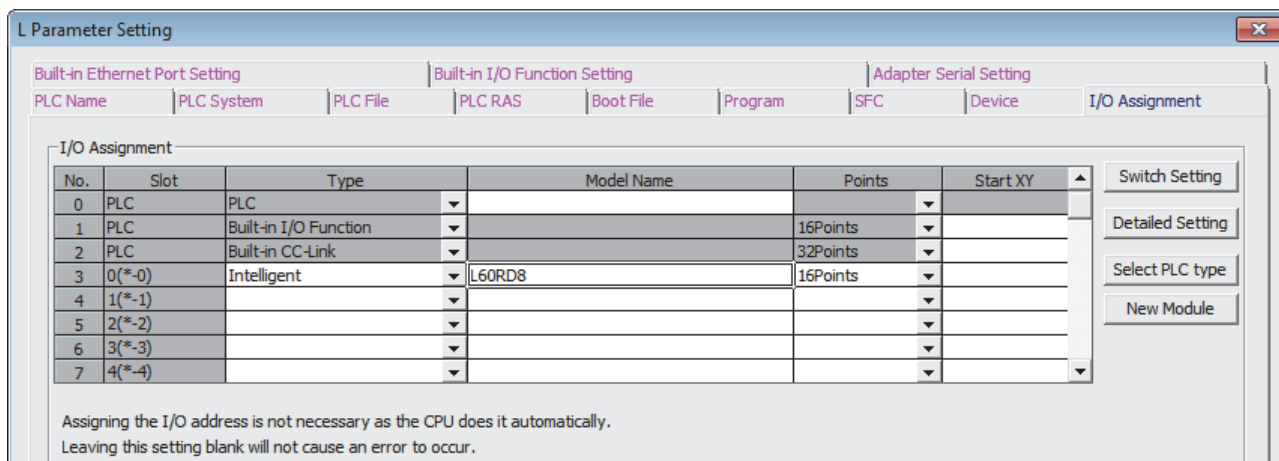 L Parameter Setting
Built-in Ethernet Port Setting Built-in I/O Function Setting Adapter Serial Setting
PLC Name PLC System PLC File PLC RAS Boot File Program SFC Device I/O Assignment
I/O Assignment
No. Slot Type Model Name Points Start XY
0 PLC PLC
1 PLC Built-in I/O Function 16Points
2 PLC Built-in CC-Link 32Points
3 0(*-0) Intelligent L60RD8 16Points
4 1(*-1)
5 2(*-2)
6 3(*-3)
7 4(*-4)
Switch Setting
Detailed Setting
Select PLC type
New Module
Assigning the I/O address is not necessary as the CPU does it automatically.
Leaving this setting blank will not cause an error to occur.